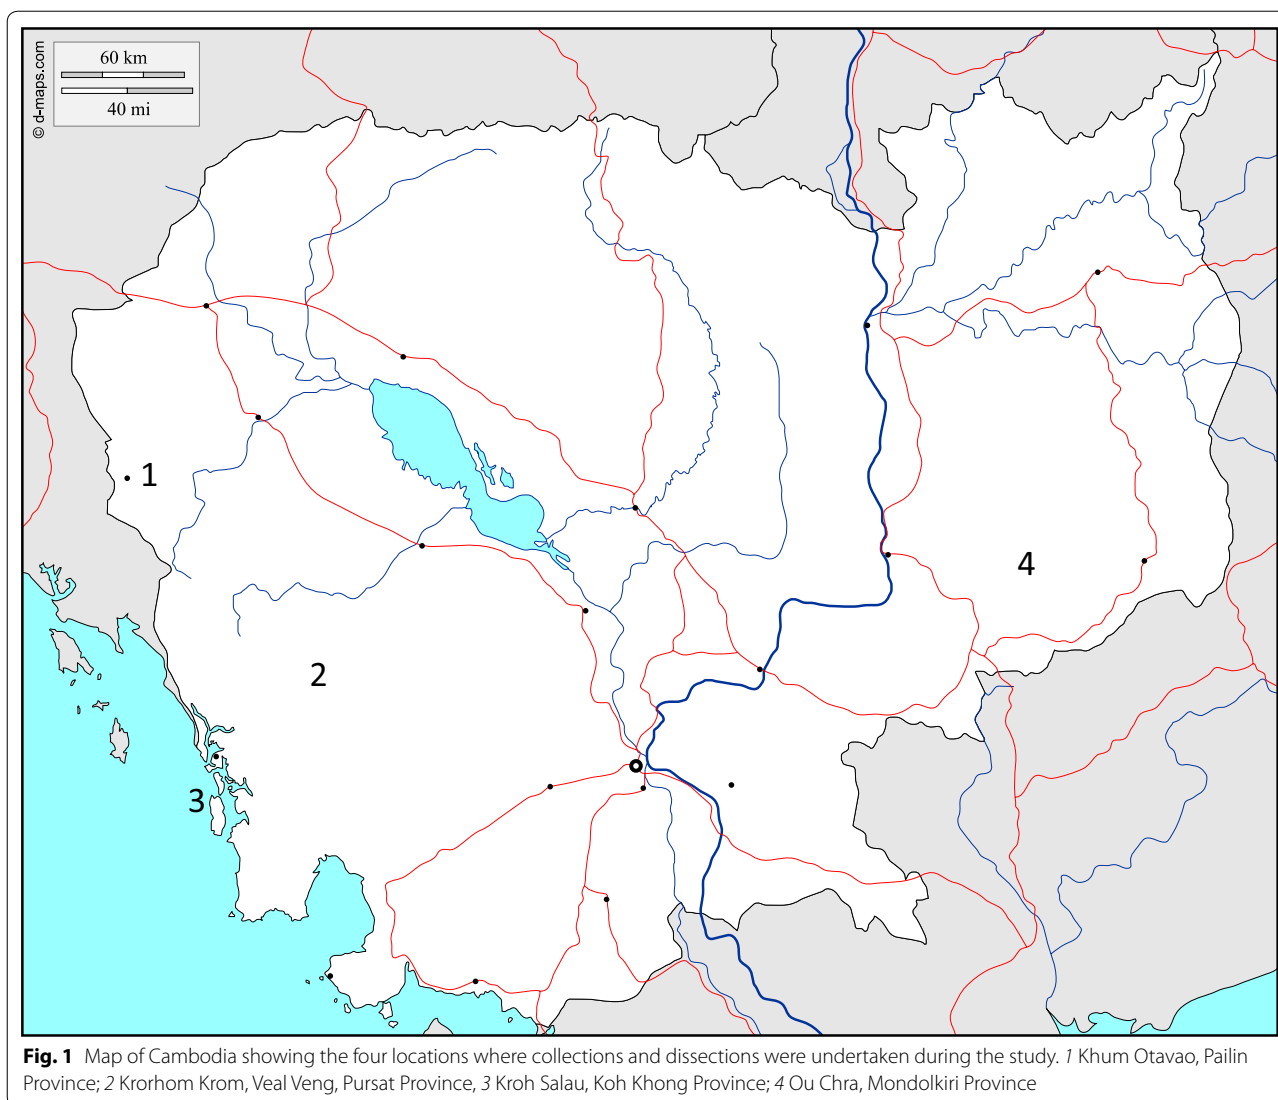 60 km
40 mi
© d-maps.com
1
2
3
4
Fig. 1 Map of Cambodia showing the four locations where collections and dissections were undertaken during the study. 1 Khum Otavao, Pailin
Province; 2 Krorhom Krom, Veal Veng, Pursat Province, 3 Kroh Salau, Koh Khong Province; 4 Ou Chra, Mondolkiri Province